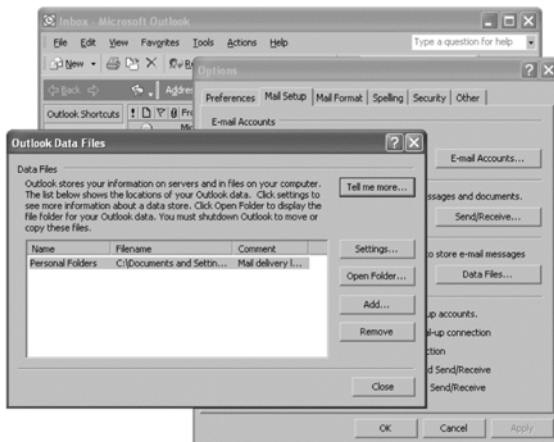 Inbox - Microsoft Outlook
File Edit View Favorites Tools Actions Help
Type a question for help
New
Back
Addre
Outlook Shortcuts
Fro
Mic
Options
Preferences Mail Setup Mail Format Spelling Security Other
E-mail Accounts
E-mail Accounts...
ssages and documents.
Send/Receive...
to store e-mail messages
Data Files...
up accounts.
al-up connection
ction
d Send/Receive
Send/Receive
OK Cancel Apply
Outlook Data Files
Data Files
Outlook stores your information on servers and in files on your computer.
The list below shows the locations of your Outlook data. Click settings to
see more information about a data store. Click Open Folder to display the
file folder for your Outlook data. You must shutdown Outlook to move or
copy these files.
Tell me more...
Name Filename Comment
Personal Folders C:\Documents and Settin... Mail delivery l...
Settings...
Open Folder...
Add...
Remove
Close